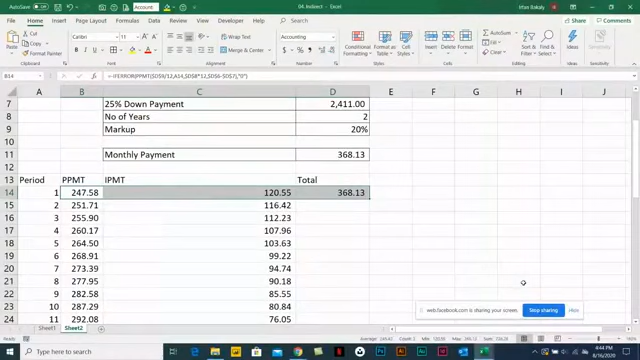 AutoSave Off
Account
04. Indirect - Excel
Irfan Bakaly
File Home Insert Page Layout Formulas Data Review View Developer Help Search
Share Comments
Paste Cut Copy Format Painter
Wrap Text
Merge & Center
Conditional Formatting Format as Table Cell Styles
Insert Delete Format
AutoSum Fill Clear
Sort & Filter Find & Select Ideas
Clipboard Font Alignment Number Styles Cells Editing Ideas
B14
A B C D E F G H I J
7 25% Down Payment 2,411.00
8 No of Years 2
9 Markup 20%
10
11 Monthly Payment 368.13
12
13 Period PPMT IPMT Total
14 1 247.58 120.55 368.13
15 2 251.71 116.42
16 3 255.90 112.23
17 4 260.17 107.96
18 5 264.50 103.63
19 6 268.91 99.22
20 7 273.39 94.74
21 8 277.95 90.18
22 9 282.58 85.55
23 10 287.29 80.84
24 11 292.08 76.05
web.facebook.com is sharing your screen. Stop sharing Hide
Sheet1 Sheet2
Type here to search
4:44 PM
8/16/2020